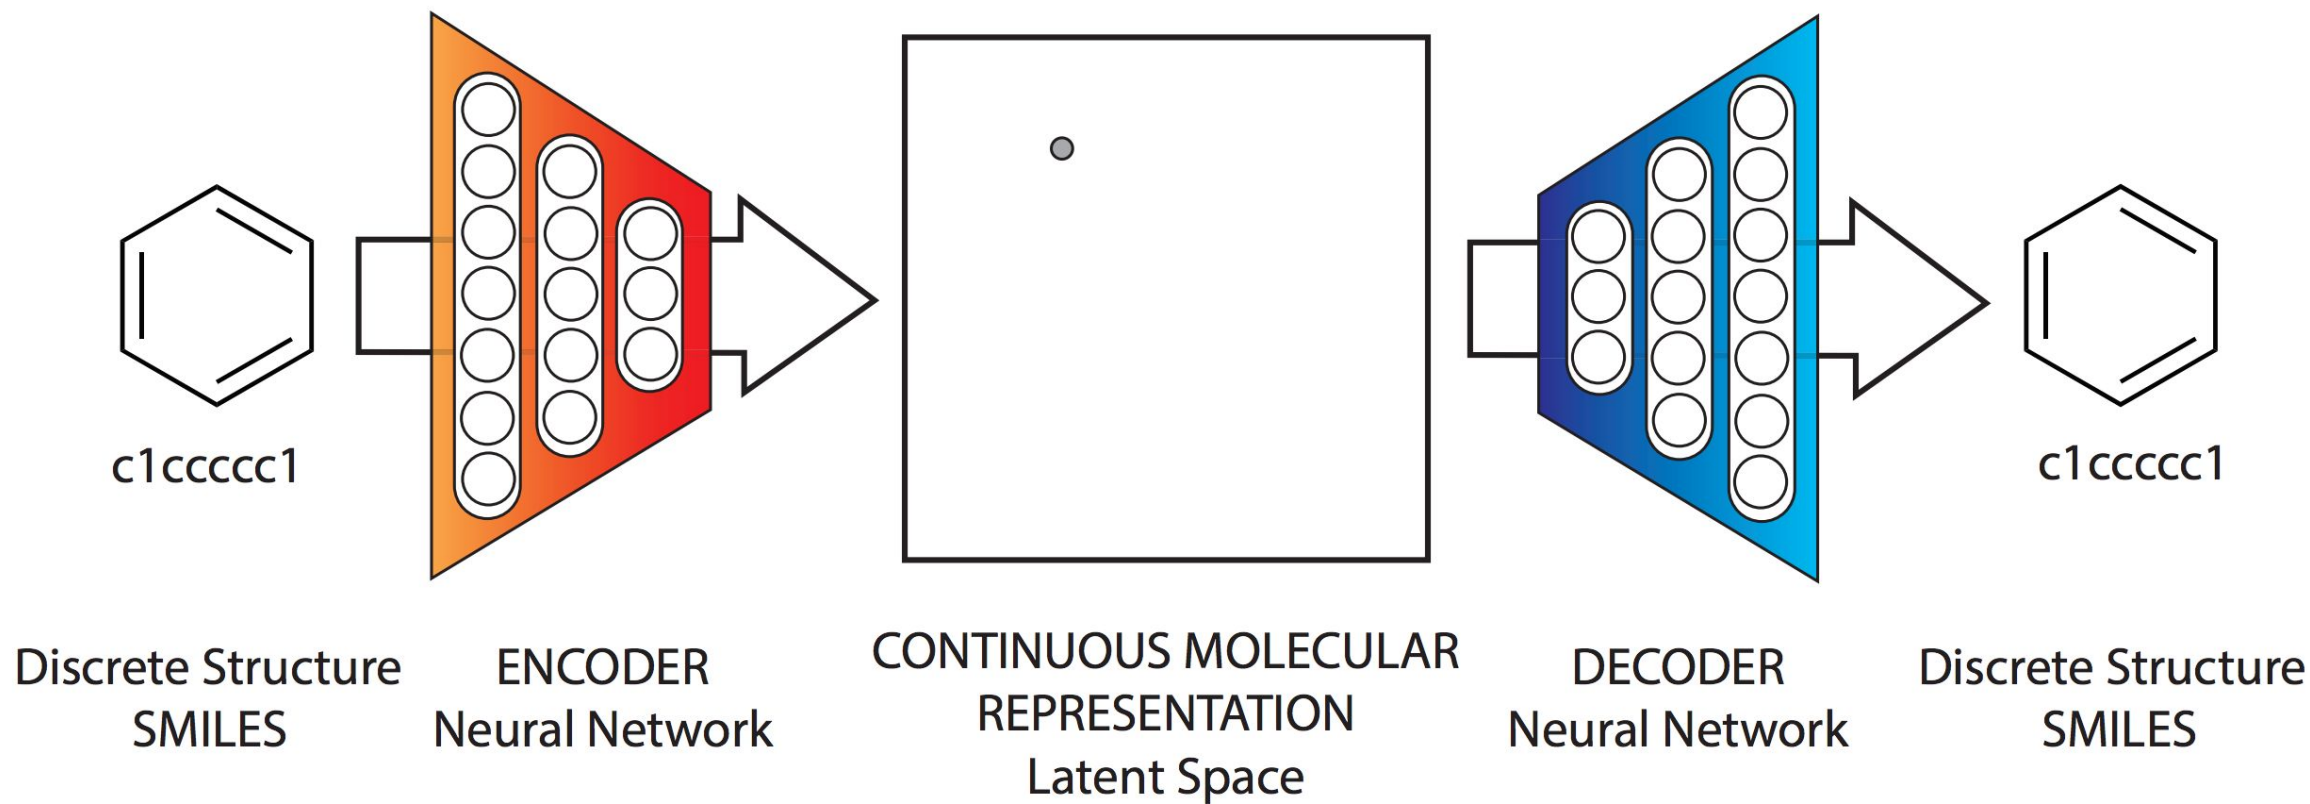 c1ccccc1
c1ccccc1
Discrete Structure
SMILES
ENCODER
Neural Network
CONTINUOUS MOLECULAR
REPRESENTATION
Latent Space
DECODER
Neural Network
Discrete Structure
SMILES